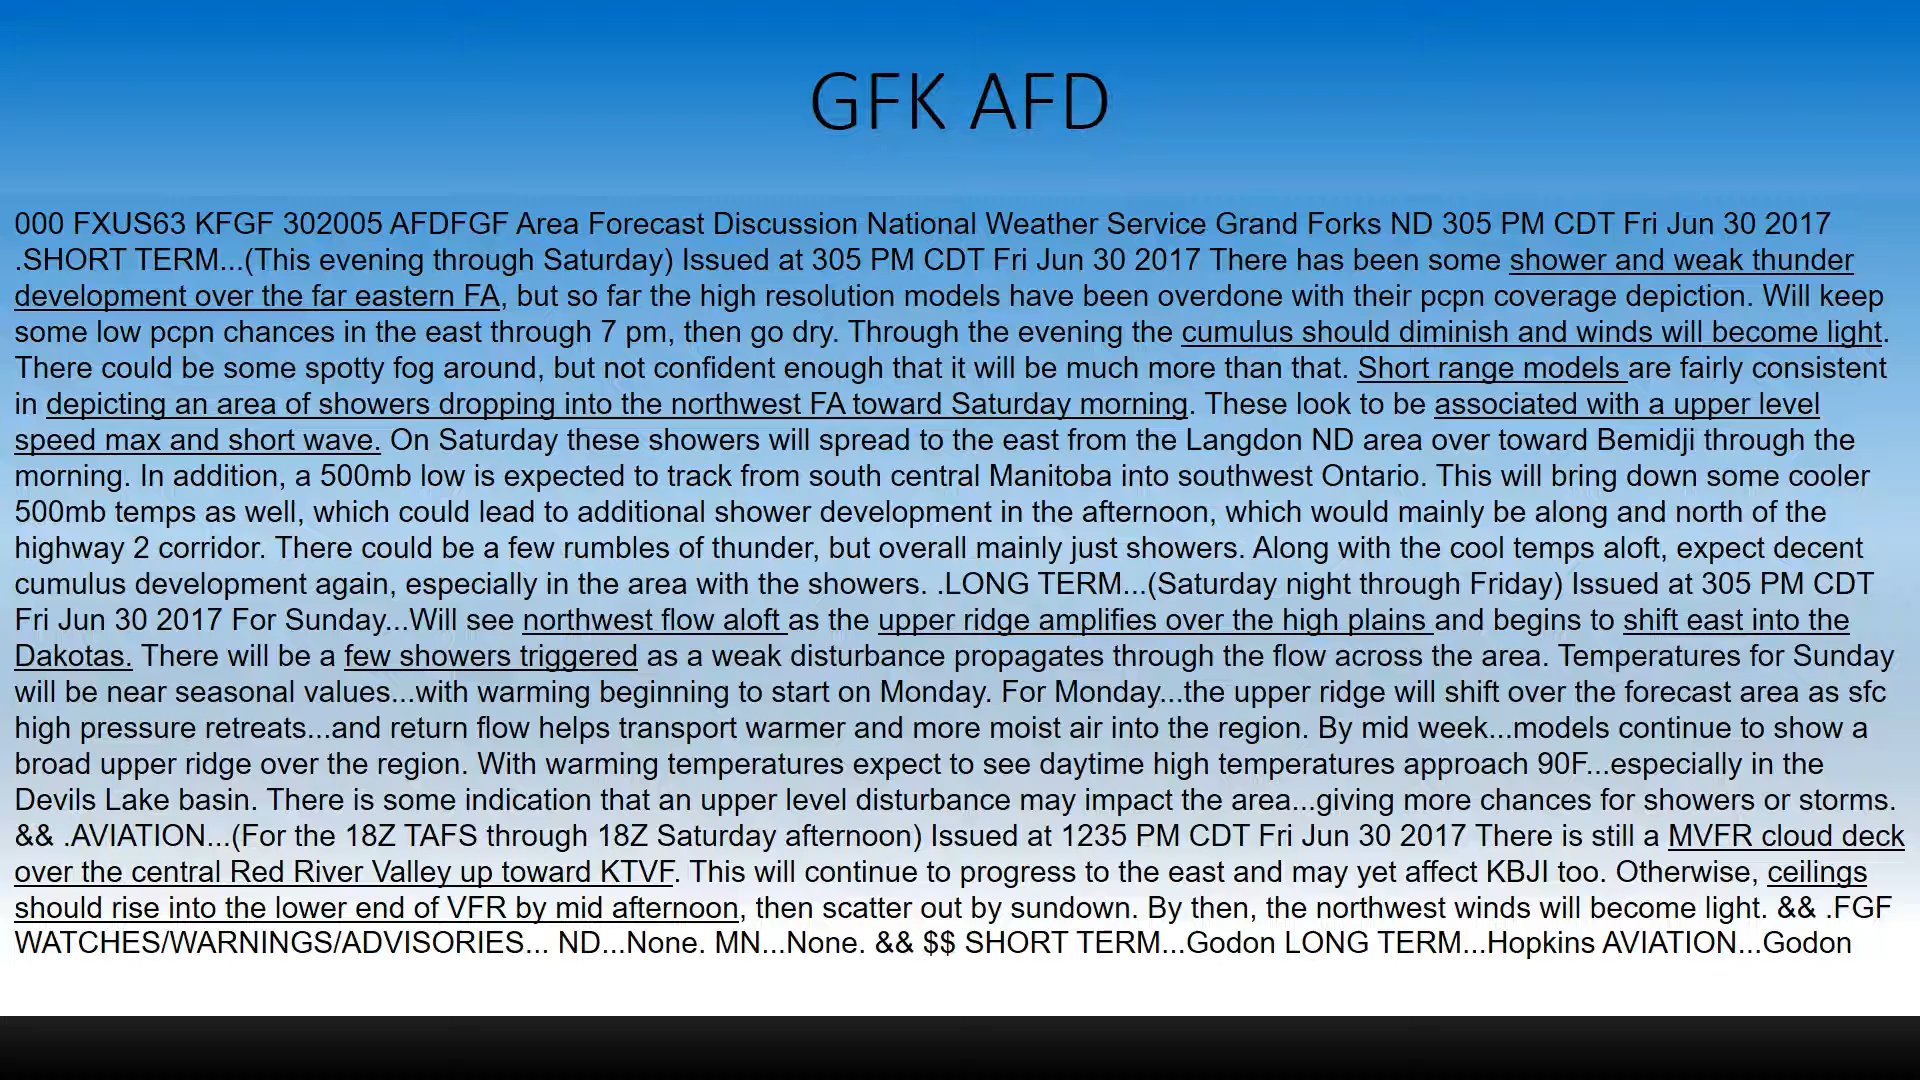 GFK AFD
000 FXUS63 KFGF 302005 AFDFGF Area Forecast Discussion National Weather Service Grand Forks ND 305 PM CDT Fri Jun 30 2017
.SHORT TERM...(This evening through Saturday) Issued at 305 PM CDT Fri Jun 30 2017 There has been some shower and weak thunder
development over the far eastern FA, but so far the high resolution models have been overdone with their pcpn coverage depiction. Will keep
some low pcpn chances in the east through 7 pm, then go dry. Through the evening the cumulus should diminish and winds will become light.
There could be some spotty fog around, but not confident enough that it will be much more than that. Short range models are fairly consistent
in depicting an area of showers dropping into the northwest FA toward Saturday morning. These look to be associated with a upper level
speed max and short wave. On Saturday these showers will spread to the east from the Langdon ND area over toward Bemidji through the
morning. In addition, a 500mb low is expected to track from south central Manitoba into southwest Ontario. This will bring down some cooler
500mb temps as well, which could lead to additional shower development in the afternoon, which would mainly be along and north of the
highway 2 corridor. There could be a few rumbles of thunder, but overall mainly just showers. Along with the cool temps aloft, expect decent
cumulus development again, especially in the area with the showers. .LONG TERM...(Saturday night through Friday) Issued at 305 PM CDT
Fri Jun 30 2017 For Sunday...Will see northwest flow aloft as the upper ridge amplifies over the high plains and begins to shift east into the
Dakotas. There will be a few showers triggered as a weak disturbance propagates through the flow across the area. Temperatures for Sunday
will be near seasonal values...with warming beginning to start on Monday. For Monday...the upper ridge will shift over the forecast area as sfc
high pressure retreats...and return flow helps transport warmer and more moist air into the region. By mid week...models continue to show a
broad upper ridge over the region. With warming temperatures expect to see daytime high temperatures approach 90F...especially in the
Devils Lake basin. There is some indication that an upper level disturbance may impact the area...giving more chances for showers or storms.
&& .AVIATION...(For the 18Z TAFS through 18Z Saturday afternoon) Issued at 1235 PM CDT Fri Jun 30 2017 There is still a MVFR cloud deck
over the central Red River Valley up toward KTVF. This will continue to progress to the east and may yet affect KBJI too. Otherwise, ceilings
should rise into the lower end of VFR by mid afternoon, then scatter out by sundown. By then, the northwest winds will become light. && .FGF
WATCHES/WARNINGS/ADVISORIES... ND...None. MN...None. && $$ SHORT TERM...Godon LONG TERM...Hopkins AVIATION...Godon